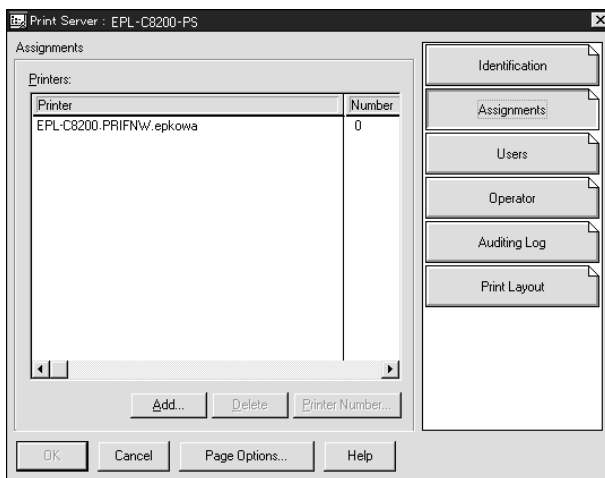 Print Server : EPL-C8200-PS
Assignments
Printers:
Printer Number
EPL-C8200.PRIFNW.epkowa 0
Add... Delete Printer Number...
OK Cancel Page Options... Help
Identification
Assignments
Users
Operator
Auditing Log
Print Layout